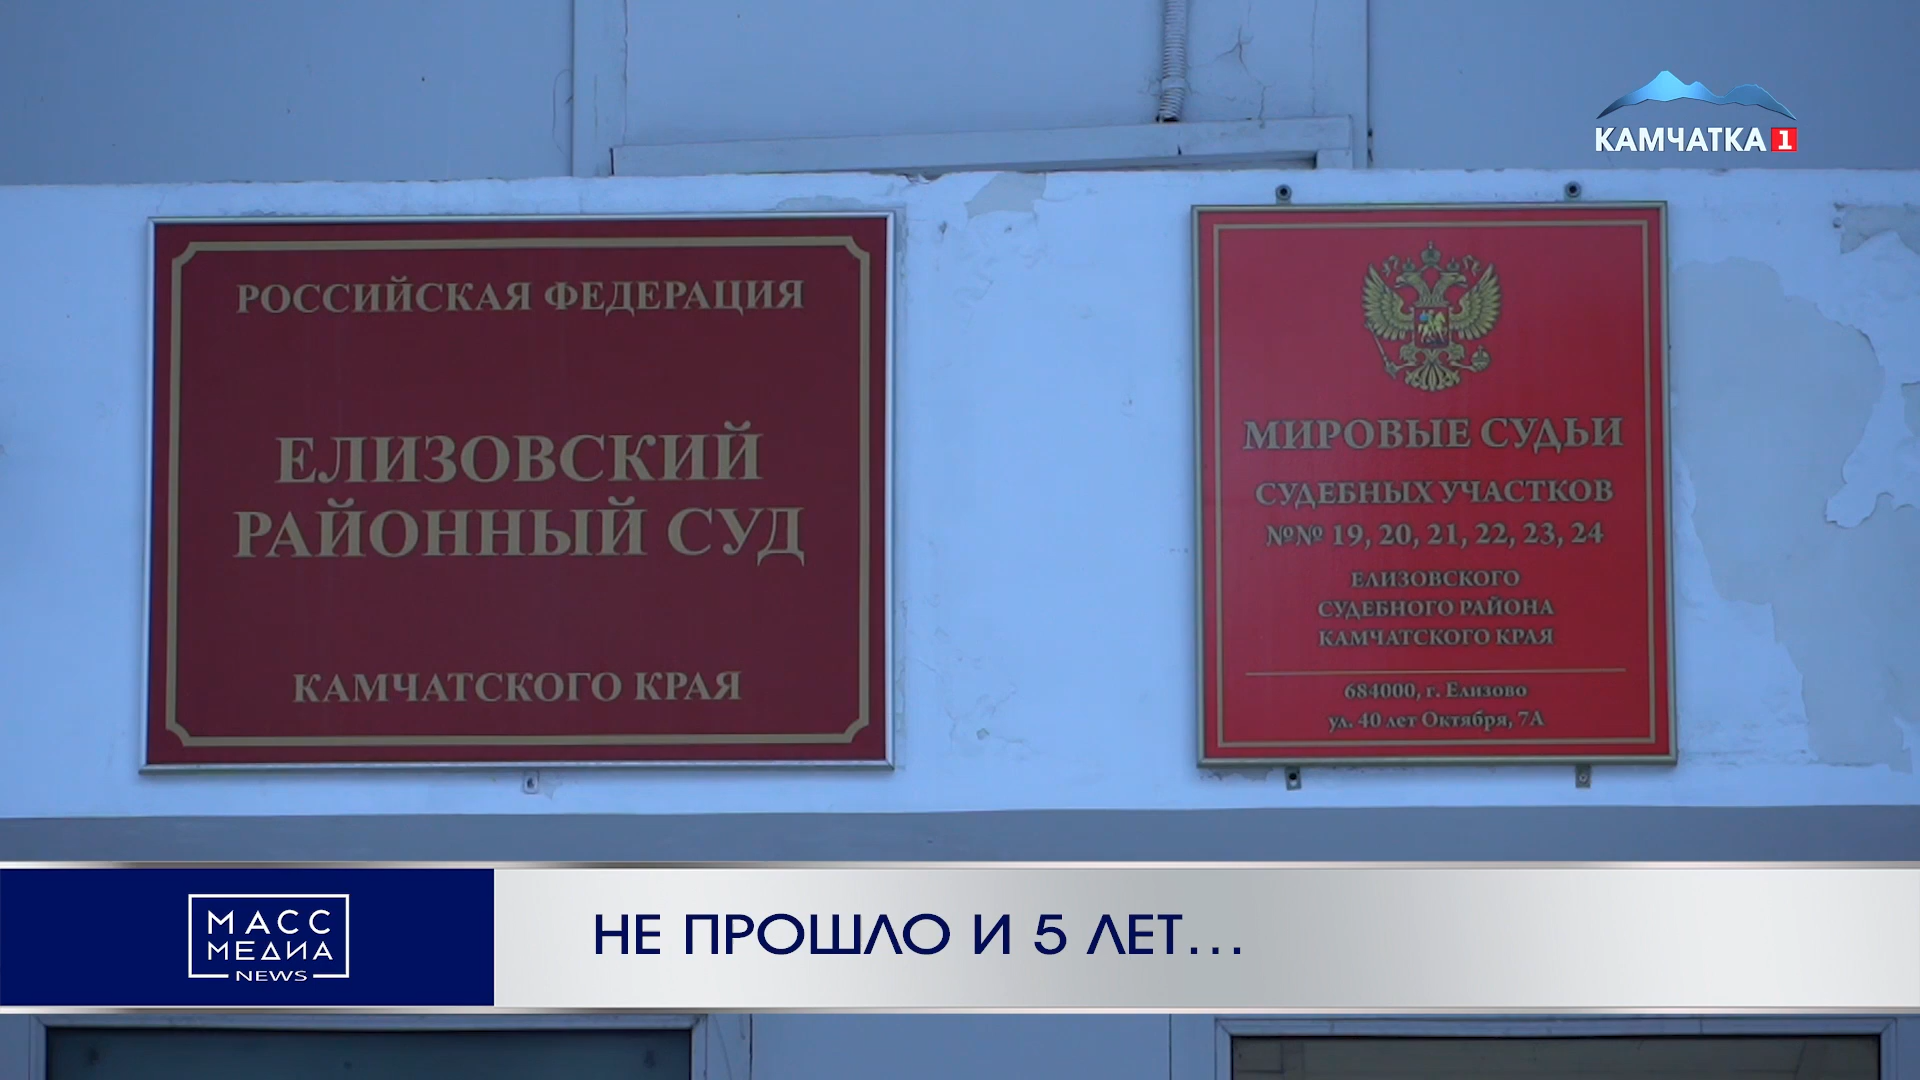 КАМЧАТКА 1
РОССИЙСКАЯ ФЕДЕРАЦИЯ
ЕЛИЗОВСКИЙ
РАЙОННЫЙ СУД
КАМЧАТСКОГО КРАЯ
МИРОВЫЕ СУДЬИ
СУДЕБНЫХ УЧАСТКОВ
№№ 19, 20, 21, 22, 23, 24
ЕЛИЗОВСКОГО
СУДЕБНОГО РАЙОНА
КАМЧАТСКОГО КРАЯ
684000, г. Елизово
ул. 40 лет Октября, 7А
МАСС
МЕДИА
NEWS
НЕ ПРОШЛО И 5 ЛЕТ...